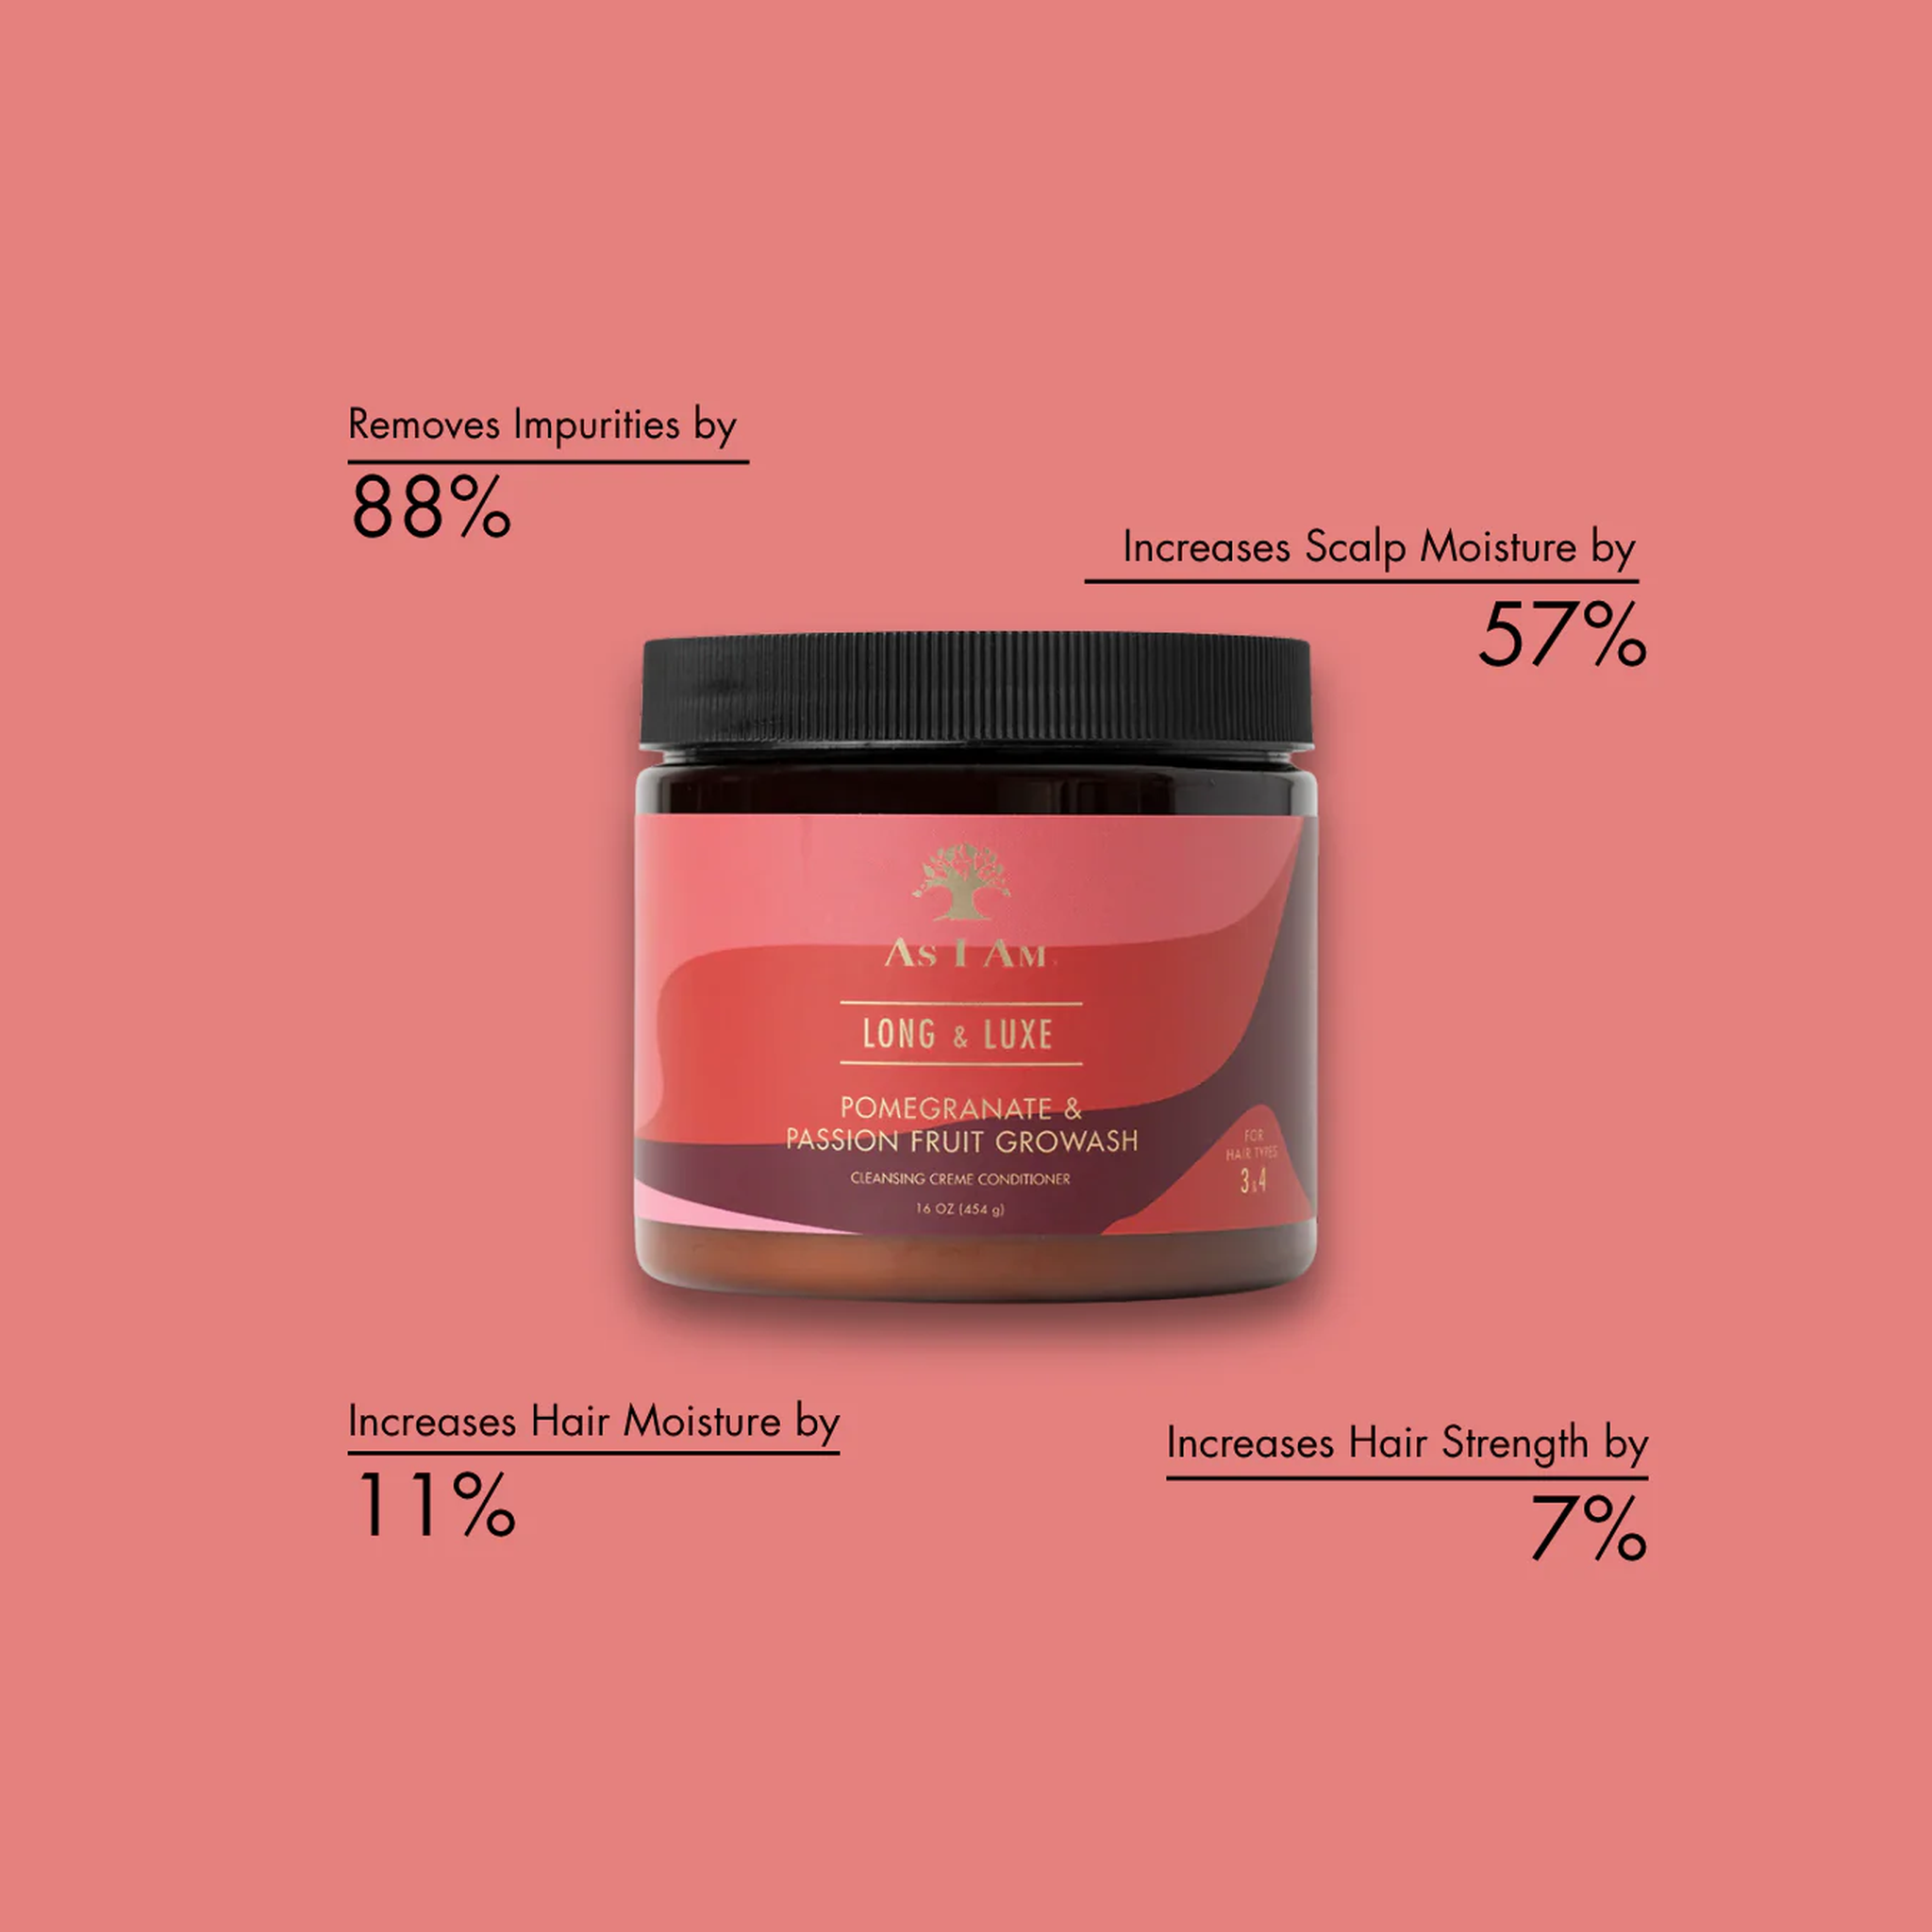 Removes Impurities by
88%
Increases Scalp Moisture by
57%
AS I AM
LONG & LUXE
POMEGRANATE &
PASSION FRUIT GROWASH
CLEANSING CREME CONDITIONER
16 OZ (454 g)
FOR
HAIR TYPES
3&4
Increases Hair Moisture by
11%
Increases Hair Strength by
7%